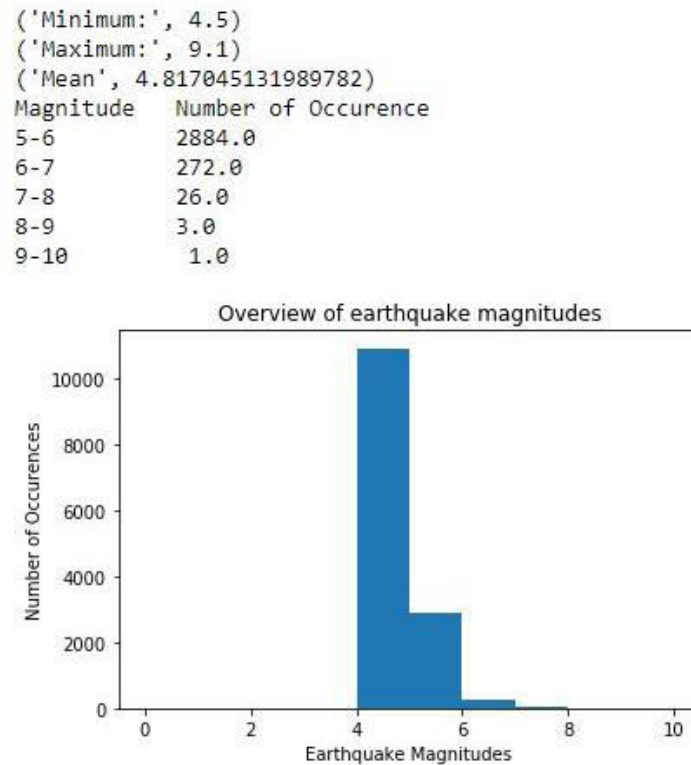 ('Minimum:', 4.5)
('Maximum:', 9.1)
('Mean', 4.817045131989782)
Magnitude Number of Occurence
5-6 2884.0
6-7 272.0
7-8 26.0
8-9 3.0
9-10 1.0
Overview of earthquake magnitudes
Number of Occurences
10000
8000
6000
4000
2000
0
0 2 4 6 8 10
Earthquake Magnitudes